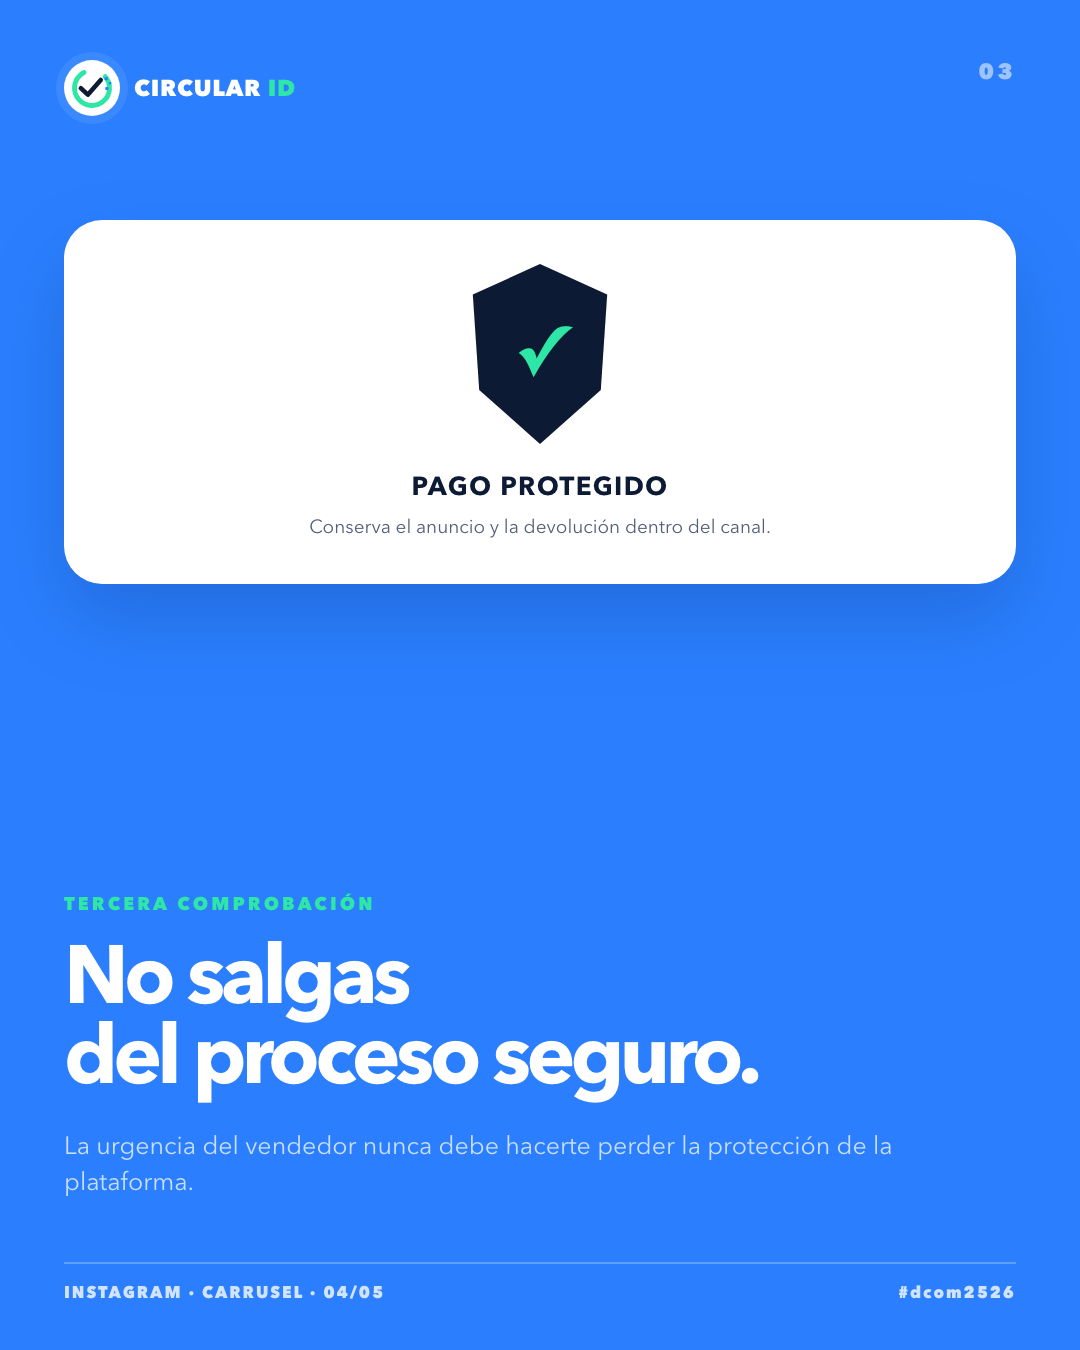 CIRCULAR ID
03
PAGO PROTEGIDO
Conserva el anuncio y la devolución dentro del canal.
TERCERA COMPROBACIÓN
No salgas
del proceso seguro.
La urgencia del vendedor nunca debe hacerte perder la protección de la
plataforma.
INSTAGRAM • CARRUSEL • 04/05
#dcom2526